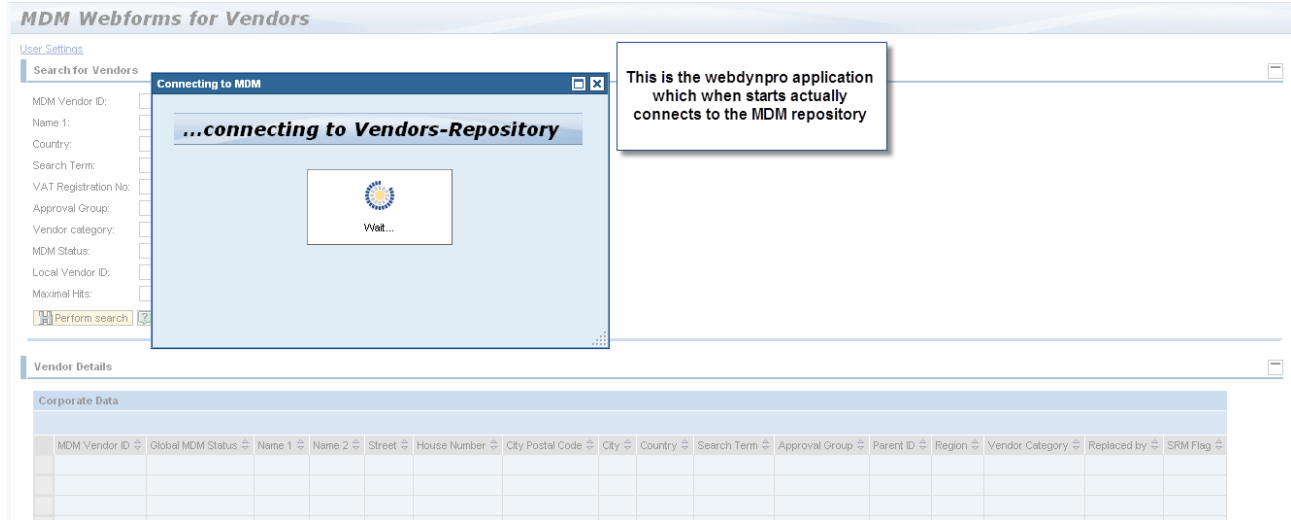 MDM Webforms for Vendors
User Settings
Search for Vendors
MDM Vendor ID:
Name 1:
Country:
Search Term:
VAT Registration No:
Approval Group:
Vendor category:
MDM Status:
Local Vendor ID:
Maximal Hits:
Perform search
Connecting to MDM
...connecting to Vendors-Repository
Wait...
This is the webdynpro application
which when starts actually
connects to the MDM repository
Vendor Details
Corporate Data
MDM Vendor ID Global MDM Status Name 1 Name 2 Street House Number City Postal Code City Country Search Term Approval Group Parent ID Region Vendor Category Replaced by SRM Flag